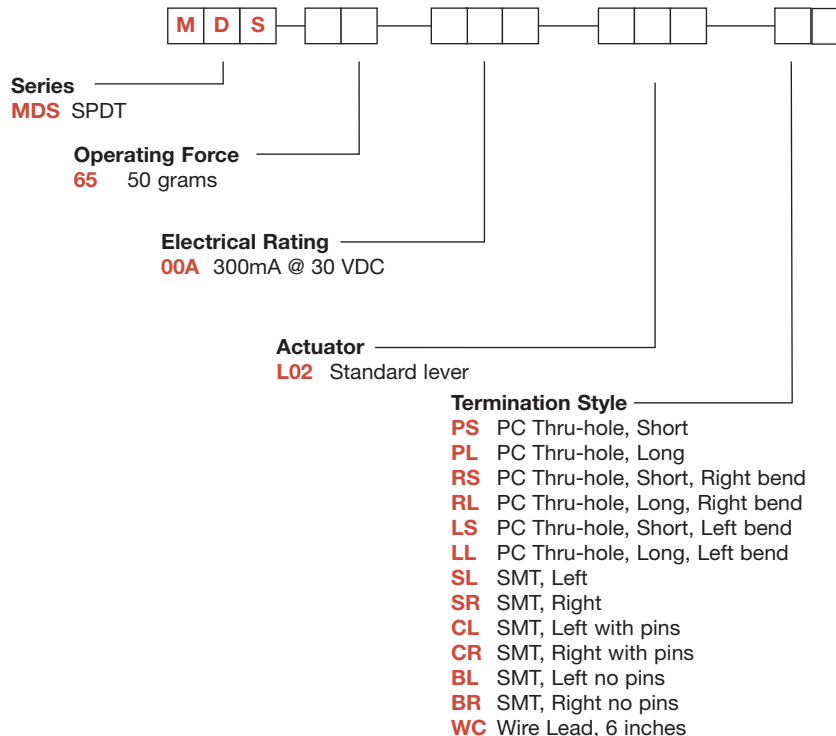 M D S
Series
MDS SPDT
Operating Force
65 50 grams
Electrical Rating
00A 300mA @ 30 VDC
Actuator
L02 Standard lever
Termination Style
PS PC Thru-hole, Short
PL PC Thru-hole, Long
RS PC Thru-hole, Short, Right bend
RL PC Thru-hole, Long, Right bend
LS PC Thru-hole, Short, Left bend
LL PC Thru-hole, Long, Left bend
SL SMT, Left
SR SMT, Right
CL SMT, Left with pins
CR SMT, Right with pins
BL SMT, Left no pins
BR SMT, Right no pins
WC Wire Lead, 6 inches